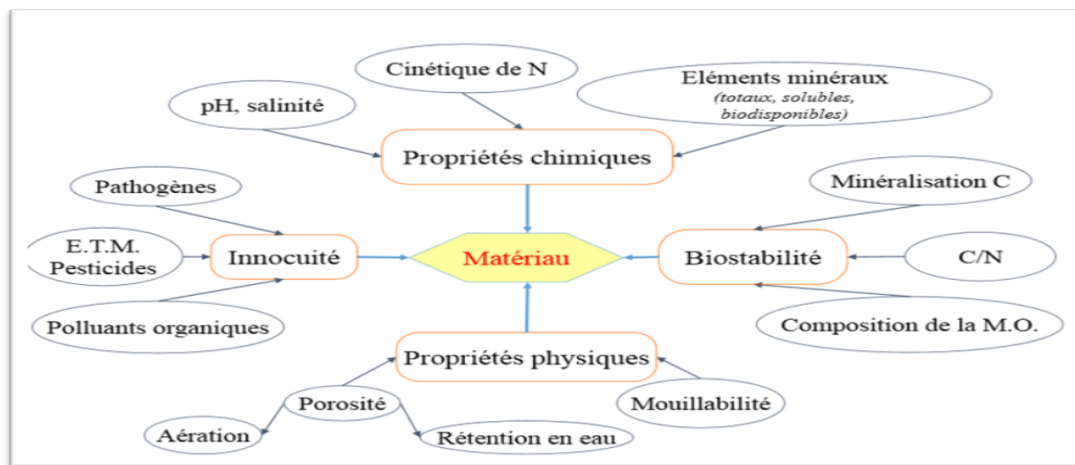 Cinétique de N
Eléments minéraux
(totaux, solubles,
biodisponibles)
pH, salinité
Propriétés chimiques
Pathogènes
Minéralisation C
E.T.M.
Pesticides
Innocuité
Matériau
Biostabilité
C/N
Polluants organiques
Composition de la M.O.
Propriétés physiques
Porosité
Mouillabilité
Aération
Rétention en eau